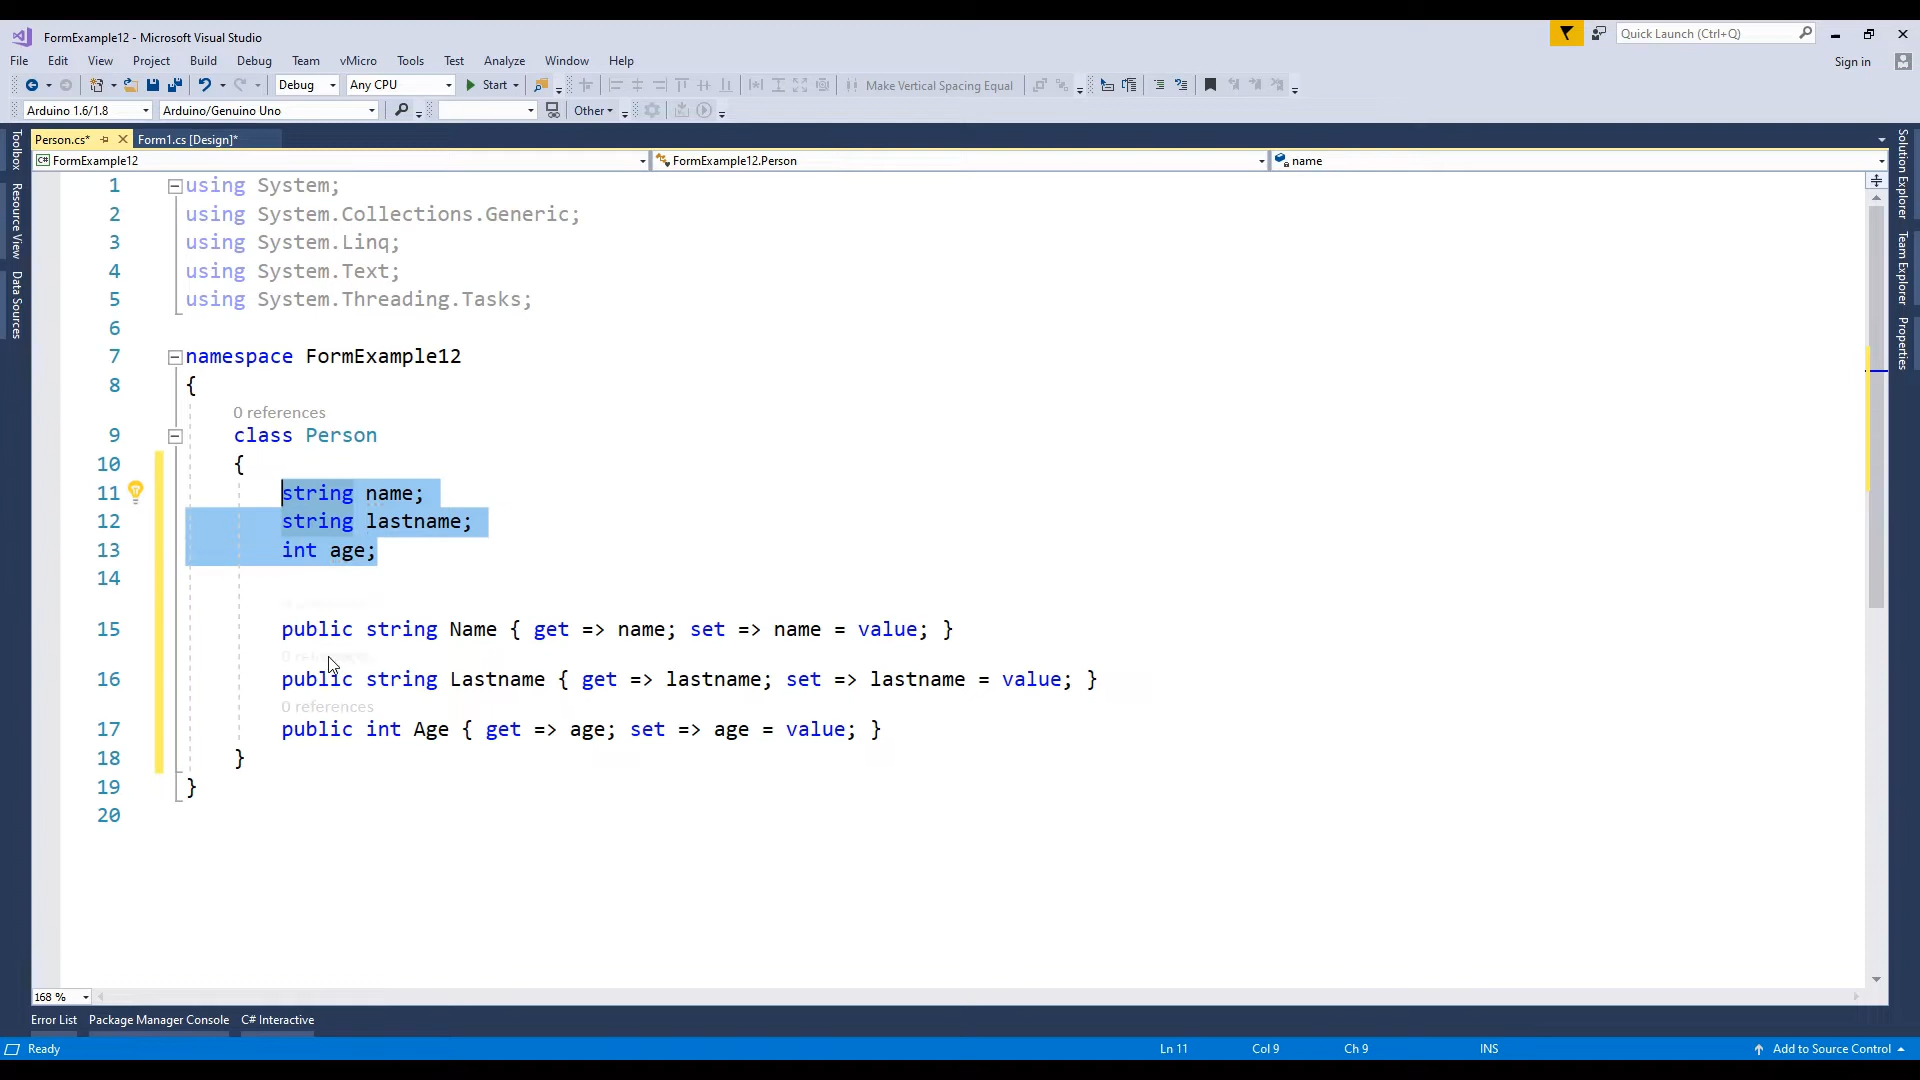 FormExample12 - Microsoft Visual Studio
Quick Launch (Ctrl+Q)
File Edit View Project Build Debug Team vMicro Tools Test Analyze Window Help
Sign in
Debug Any CPU Start Make Vertical Spacing Equal
Arduino 1.6/1.8 Arduino/Genuino Uno Other
Person.cs* Form1.cs [Design]*
FormExample12 FormExample12.Person name
Toolbox
Resource View
Data Sources
Solution Explorer
Team Explorer
Properties
1 using System;
2 using System.Collections.Generic;
3 using System.Linq;
4 using System.Text;
5 using System.Threading.Tasks;
6
7 namespace FormExample12
8 {
0 references
9 class Person
10 {
11 string name;
12 string lastname;
13 int age;
14
15 public string Name { get => name; set => name = value; }
0 references
16 public string Lastname { get => lastname; set => lastname = value; }
0 references
17 public int Age { get => age; set => age = value; }
18 }
19 }
20
168 %
Error List Package Manager Console C# Interactive
Ready Ln 11 Col 9 Ch 9 INS Add to Source Control